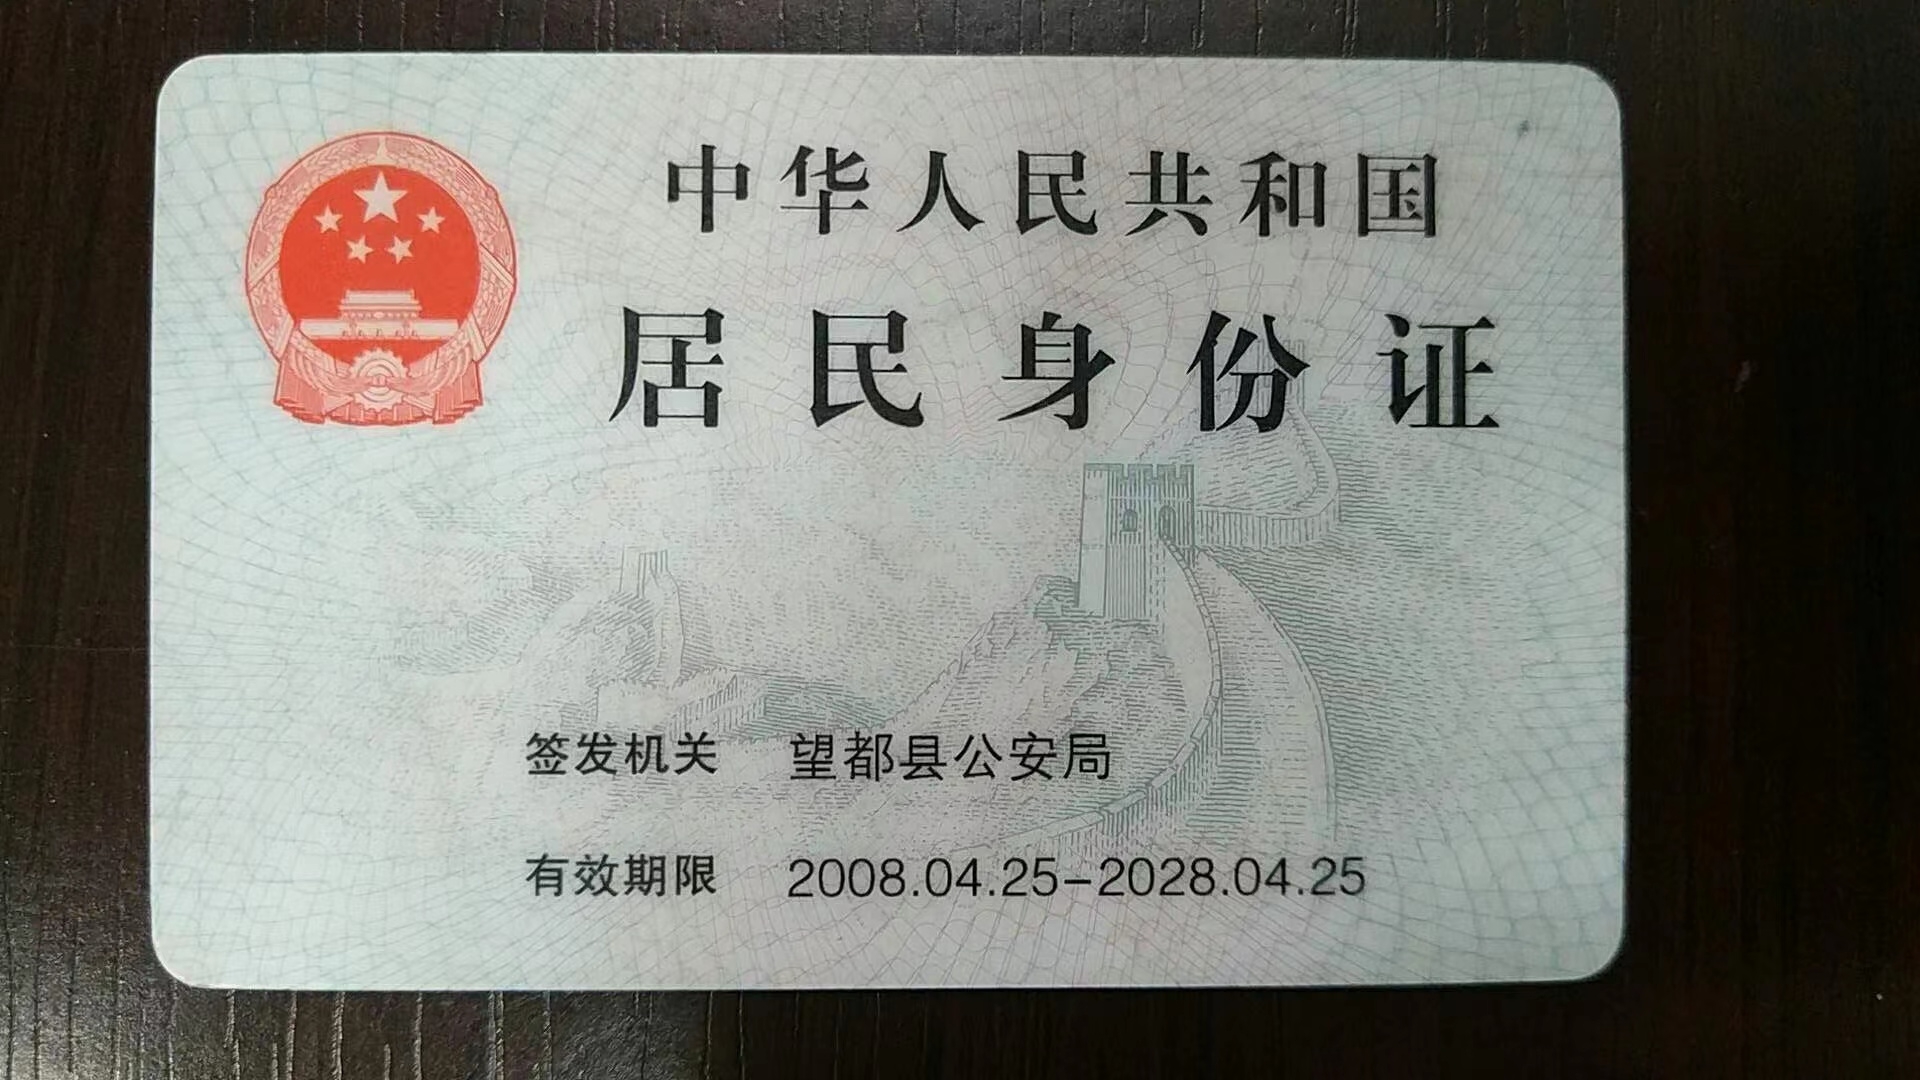 中华人民共和国
居民身份证
签发机关 望都县公安局
有效期限 2008.04.25-2028.04.25